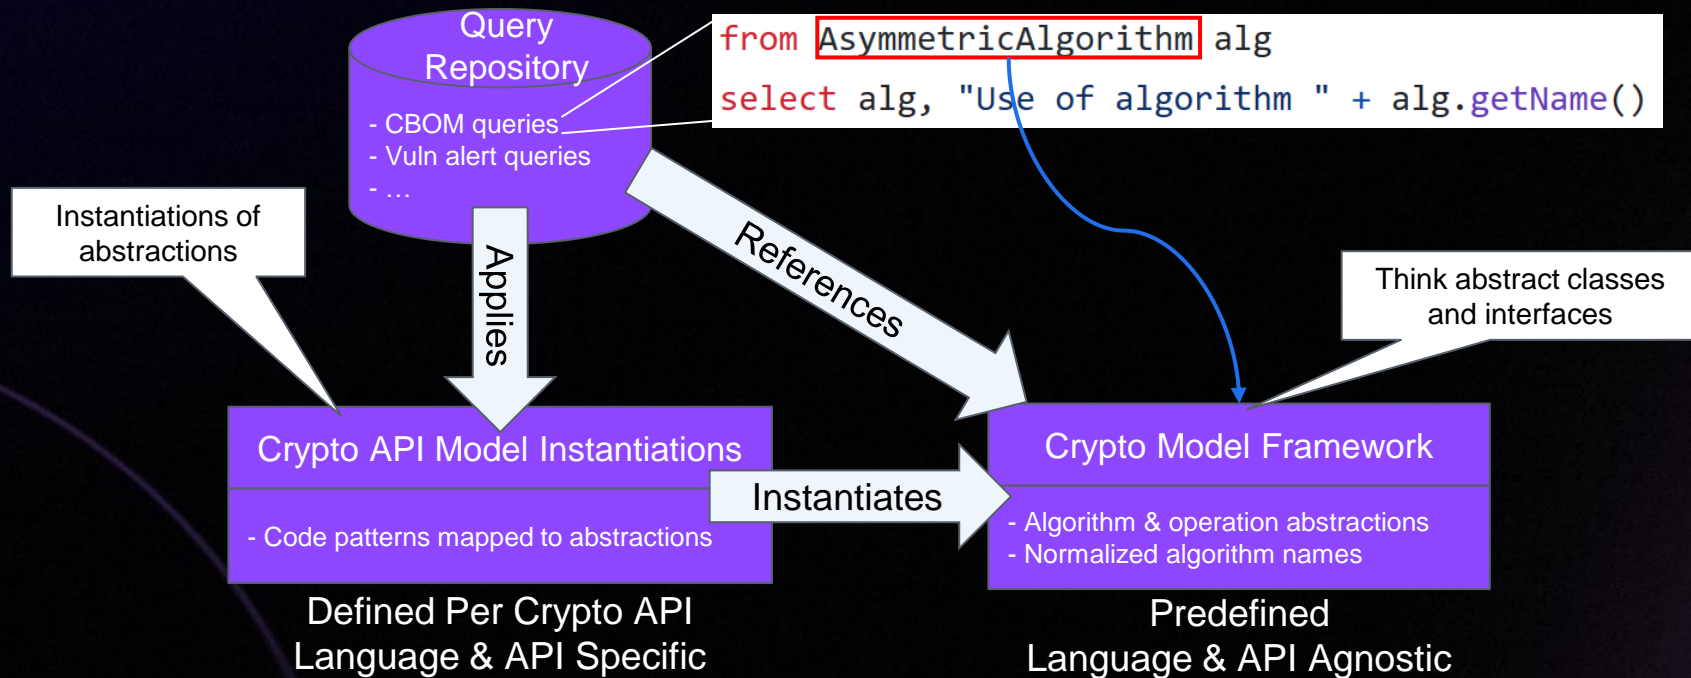 Query
Repository
- CBOM queries
- Vuln alert queries
- …
from AsymmetricAlgorithm alg
select alg, "Use of algorithm " + alg.getName()
Instantiations of
abstractions
Applies
References
Think abstract classes
and interfaces
Crypto API Model Instantiations
- Code patterns mapped to abstractions
Instantiates
Crypto Model Framework
- Algorithm & operation abstractions
- Normalized algorithm names
Defined Per Crypto API
Language & API Specific
Predefined
Language & API Agnostic